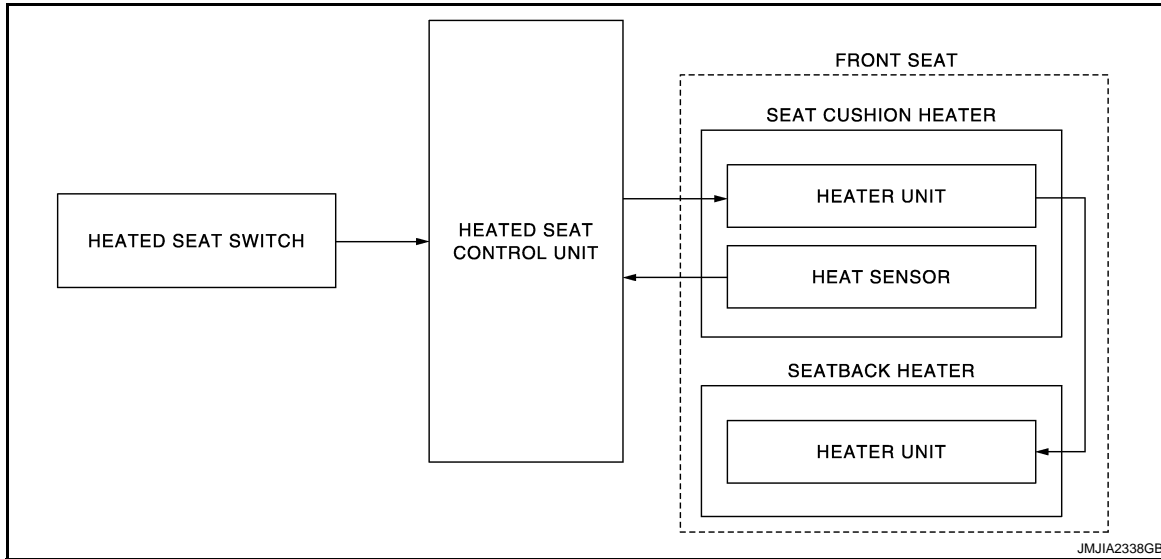 FRONT SEAT
SEAT CUSHION HEATER
HEATER UNIT
HEATED SEAT SWITCH
HEATED SEAT
CONTROL UNIT
HEAT SENSOR
SEATBACK HEATER
HEATER UNIT
JMJIA2338GB